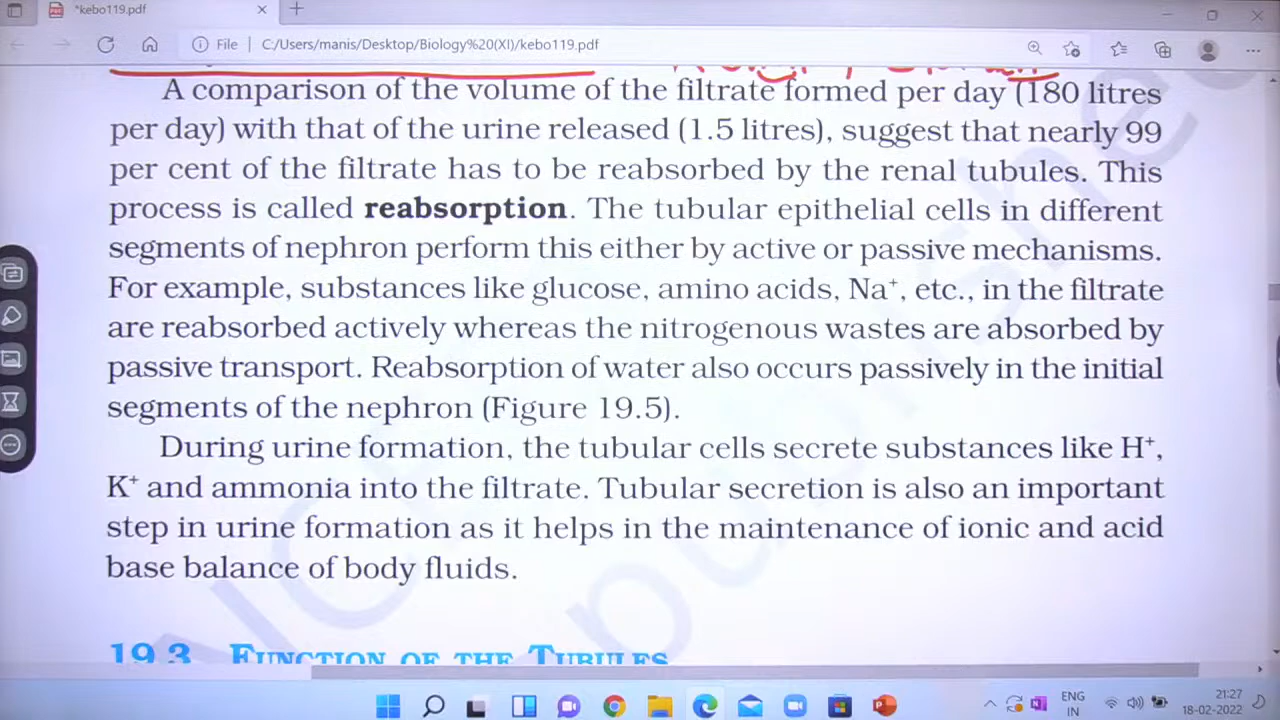 *kebo119.pdf
File
C:/Users/manis/Desktop/Biology%20(XI)/kebo119.pdf
A comparison of the volume of the filtrate formed per day (180 litres
per day) with that of the urine released (1.5 litres), suggest that nearly 99
per cent of the filtrate has to be reabsorbed by the renal tubules. This
process is called reabsorption. The tubular epithelial cells in different
segments of nephron perform this either by active or passive mechanisms.
For example, substances like glucose, amino acids, Na⁺, etc., in the filtrate
are reabsorbed actively whereas the nitrogenous wastes are absorbed by
passive transport. Reabsorption of water also occurs passively in the initial
segments of the nephron (Figure 19.5).
During urine formation, the tubular cells secrete substances like H⁺,
K⁺ and ammonia into the filtrate. Tubular secretion is also an important
step in urine formation as it helps in the maintenance of ionic and acid
base balance of body fluids.
19.3 FUNCTION OF THE TUBULES
ENG
IN
21:27
18-02-2022